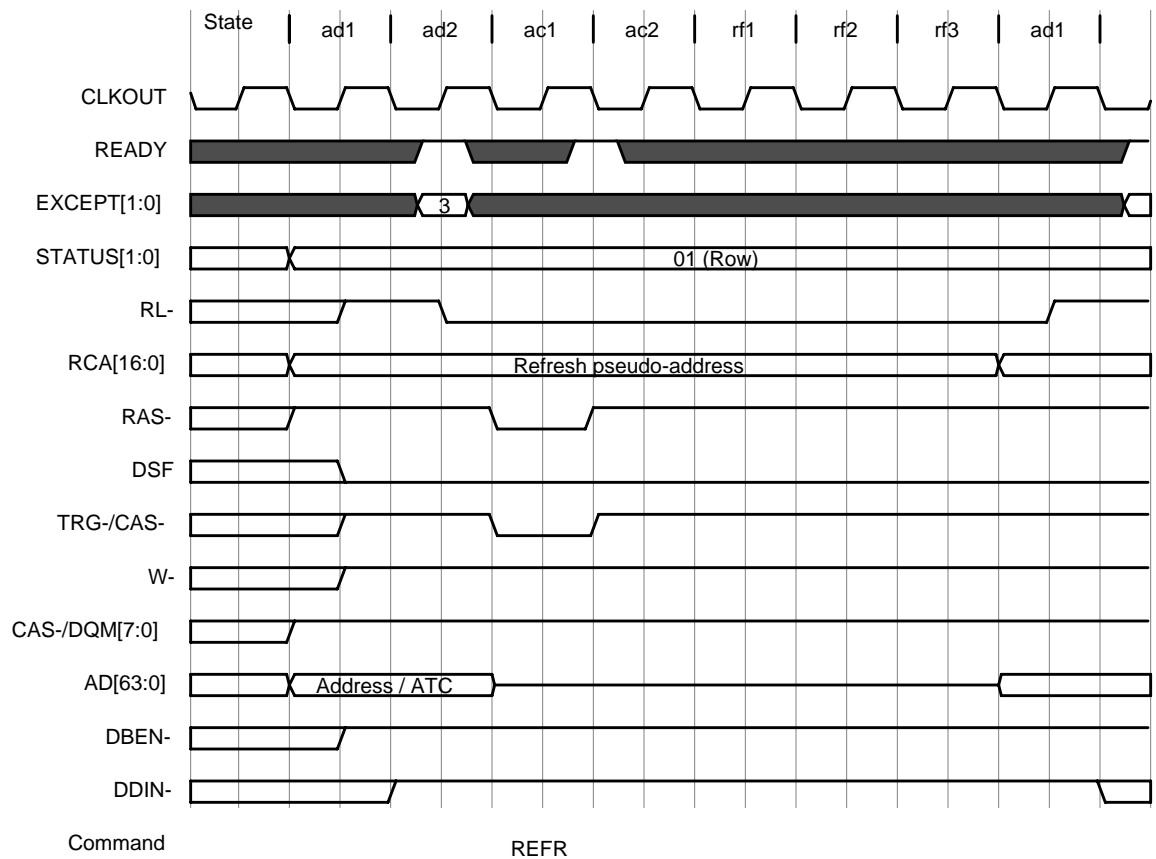 State ad1 ad2 ac1 ac2 rf1 rf2 rf3 ad1
CLKOUT
READY
EXCEPT[1:0] 3
STATUS[1:0] 01 (Row)
RL-
RCA[16:0] Refresh pseudo-address
RAS-
DSF
TRG-/CAS-
W-
CAS-/DQM[7:0]
AD[63:0] Address / ATC
DBEN-
DDIN-
Command REFR